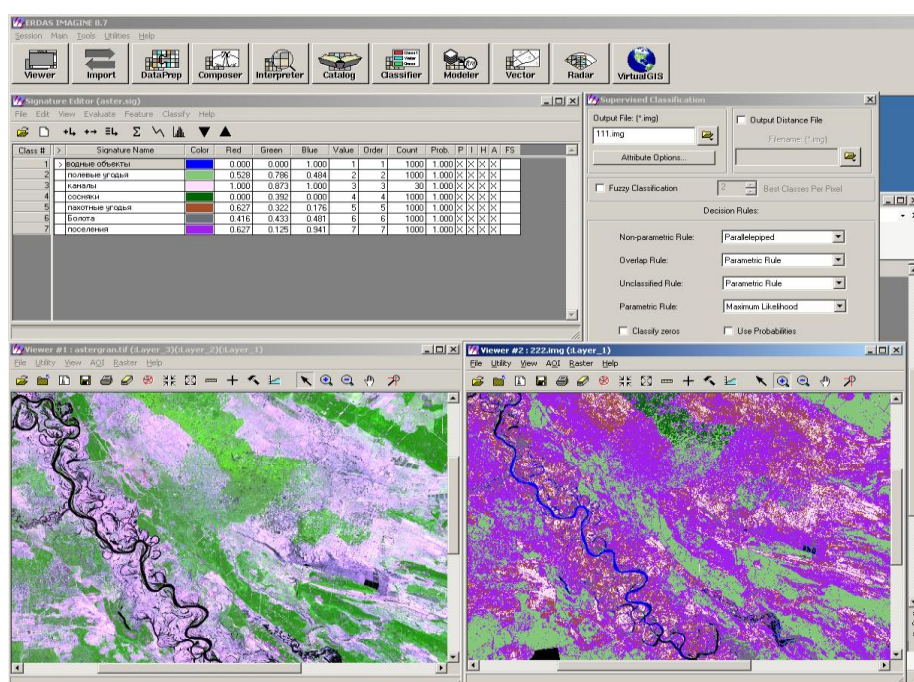 ERDAS IMAGINE 8.7
Session Main Tools Utilities Help
Viewer Import DataPrep Composer Interpreter Catalog Classifier Modeler Vector Radar VirtualGIS
Signature Editor (aster.sig)
File Edit View Evaluate Feature Classify Help
Class # > Signature Name Color Red Green Blue Value Order Count Prob. P I H A FS
1 > водные объекты 0.000 0.000 1.000 1 1 1000 1.000 X X X X
2 полевые угодья 0.528 0.786 0.484 2 2 1000 1.000 X X X X
3 каналы 1.000 0.873 1.000 3 3 30 1.000 X X X X
4 сосняки 0.000 0.392 0.000 4 4 1000 1.000 X X X X
5 пахотные угодья 0.627 0.322 0.176 5 5 1000 1.000 X X X X
6 Болота 0.416 0.433 0.481 6 6 1000 1.000 X X X X
7 поселения 0.627 0.125 0.941 7 7 1000 1.000 X X X X
Supervised Classification
Output File: (*.img)
Output Distance File
111.img
Filename: (*.img)
Attribute Options...
Fuzzy Classification 2 Best Classes Per Pixel
Decision Rules:
Non-parametric Rule: Parallelepiped
Overlap Rule: Parametric Rule
Unclassified Rule: Parametric Rule
Parametric Rule: Maximum Likelihood
Classify zeros Use Probabilities
Viewer #1 : astergran.tif (:Layer_3)(:Layer_2)(:Layer_1)
File Utility View AOI Raster Help
Viewer #2 : 222.img (:Layer_1)
File Utility View AOI Raster Help